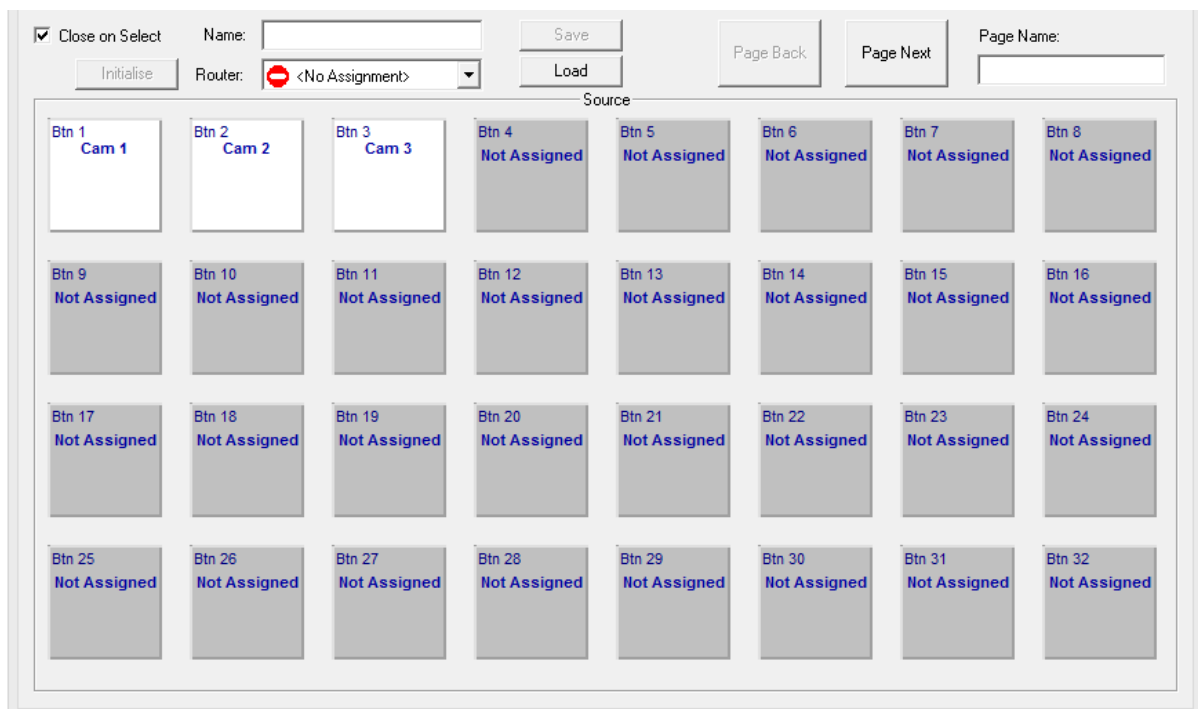 Close on Select
Name:
Save
Page Back
Page Next
Page Name:
Initialise
Router:
<No Assignment>
Load
Source
Btn 1
Cam 1
Btn 2
Cam 2
Btn 3
Cam 3
Btn 4
Not Assigned
Btn 5
Not Assigned
Btn 6
Not Assigned
Btn 7
Not Assigned
Btn 8
Not Assigned
Btn 9
Not Assigned
Btn 10
Not Assigned
Btn 11
Not Assigned
Btn 12
Not Assigned
Btn 13
Not Assigned
Btn 14
Not Assigned
Btn 15
Not Assigned
Btn 16
Not Assigned
Btn 17
Not Assigned
Btn 18
Not Assigned
Btn 19
Not Assigned
Btn 20
Not Assigned
Btn 21
Not Assigned
Btn 22
Not Assigned
Btn 23
Not Assigned
Btn 24
Not Assigned
Btn 25
Not Assigned
Btn 26
Not Assigned
Btn 27
Not Assigned
Btn 28
Not Assigned
Btn 29
Not Assigned
Btn 30
Not Assigned
Btn 31
Not Assigned
Btn 32
Not Assigned